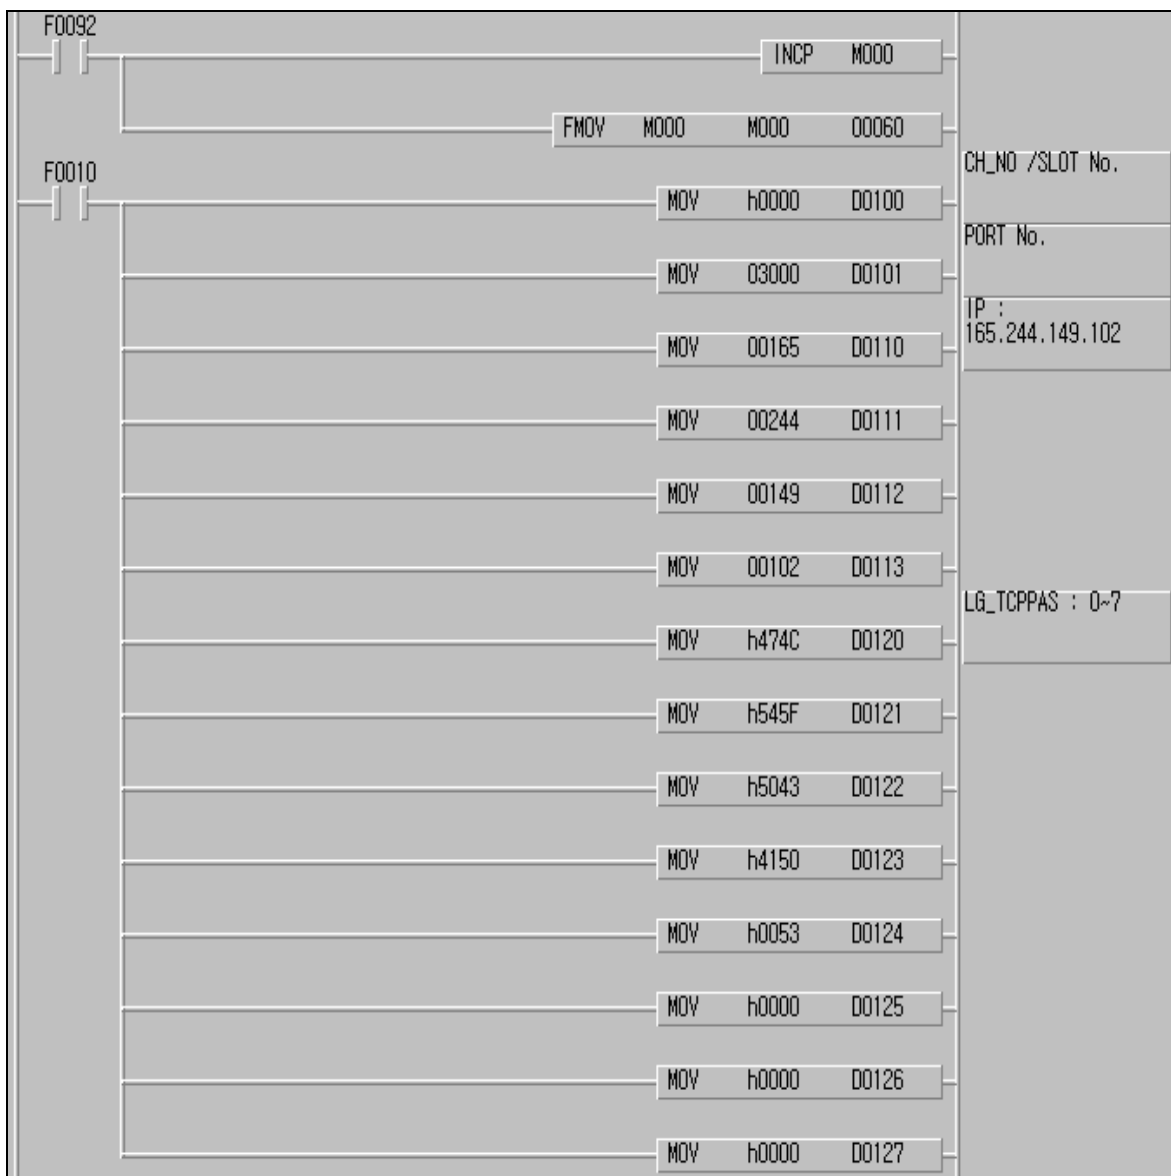 F0092
INCP M000
FMOV M000 M000 00060
F0010
CH_NO /SLOT No.
MOV h0000 D0100
PORT No.
MOV 03000 D0101
IP :
165.244.149.102
MOV 00165 D0110
MOV 00244 D0111
MOV 00149 D0112
MOV 00102 D0113
LG_TCPPAS : 0~7
MOV h474C D0120
MOV h545F D0121
MOV h5043 D0122
MOV h4150 D0123
MOV h0053 D0124
MOV h0000 D0125
MOV h0000 D0126
MOV h0000 D0127